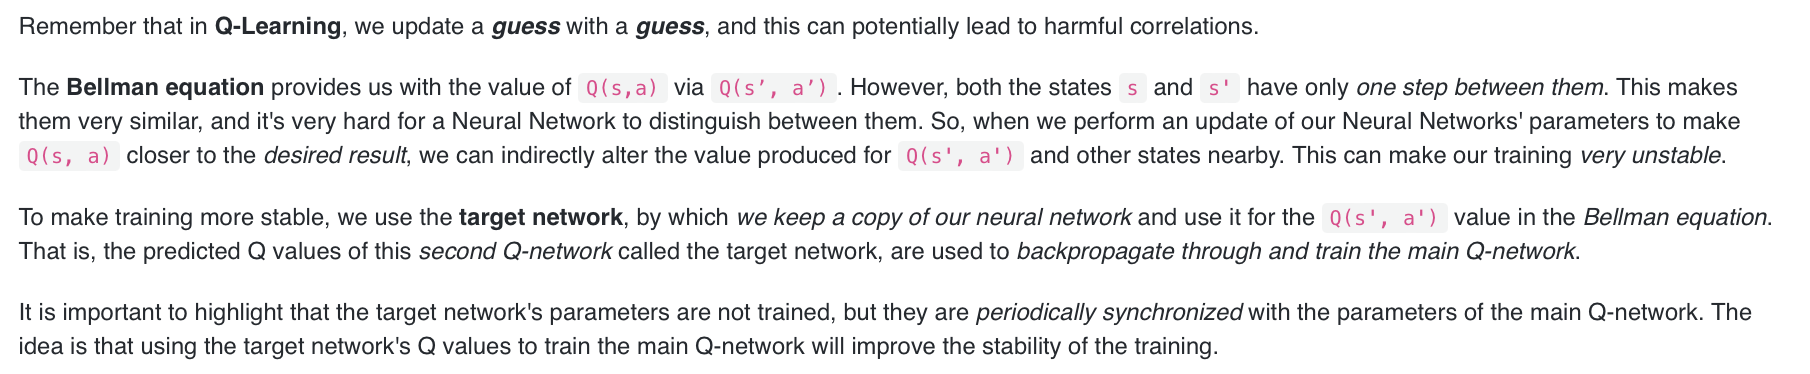 Remember that in Q-Learning, we update a guess with a guess, and this can potentially lead to harmful correlations.
The Bellman equation provides us with the value of Q(s,a) via Q(s’, a’) . However, both the states s and s' have only one step between them. This makes
them very similar, and it's very hard for a Neural Network to distinguish between them. So, when we perform an update of our Neural Networks' parameters to make
Q(s, a) closer to the desired result, we can indirectly alter the value produced for Q(s', a') and other states nearby. This can make our training very unstable.
To make training more stable, we use the target network, by which we keep a copy of our neural network and use it for the Q(s', a') value in the Bellman equation.
That is, the predicted Q values of this second Q-network called the target network, are used to backpropagate through and train the main Q-network.
It is important to highlight that the target network's parameters are not trained, but they are periodically synchronized with the parameters of the main Q-network. The
idea is that using the target network's Q values to train the main Q-network will improve the stability of the training.